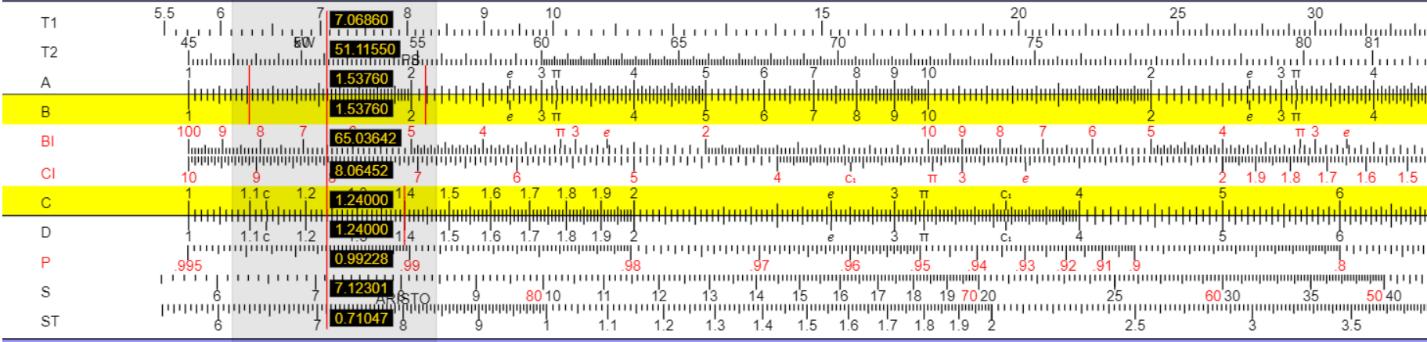 T1 5.5 6 7 7.06860 8 9 10 15 20 25 30
T2 45 50 KW 51.11550 55 PS 60 65 70 75 80 81
A 1 1.53760 2 e 3 π 4 5 6 7 8 9 10 2 e 3 π 4
B 1 1.53760 2 e 3 π 4 5 6 7 8 9 10 2 e 3 π 4
BI 100 9 8 7 65.03642 5 4 π 3 e 2 10 9 8 7 6 5 4 π 3 e
CI 10 9 8.06452 7 6 5 4 c₁ π 3 e 2 1.9 1.8 1.7 1.6 1.5
C 1 1.1 c 1.2 1.24000 1.4 1.5 1.6 1.7 1.8 1.9 2 e 3 π c₁ 4 5 6
D 1 1.1 c 1.2 1.24000 1.4 1.5 1.6 1.7 1.8 1.9 2 e 3 π c₁ 4 5 6
P .995 0.99228 .99 .98 .97 .96 .95 .94 .93 .92 .91 .9 .8
S 6 7 7.12301 ARISTO 9 80 10 11 12 13 14 15 16 17 18 19 70 20 25 60 30 35 50 40
ST 6 7 0.71047 8 9 1 1.1 1.2 1.3 1.4 1.5 1.6 1.7 1.8 1.9 2 2.5 3 3.5